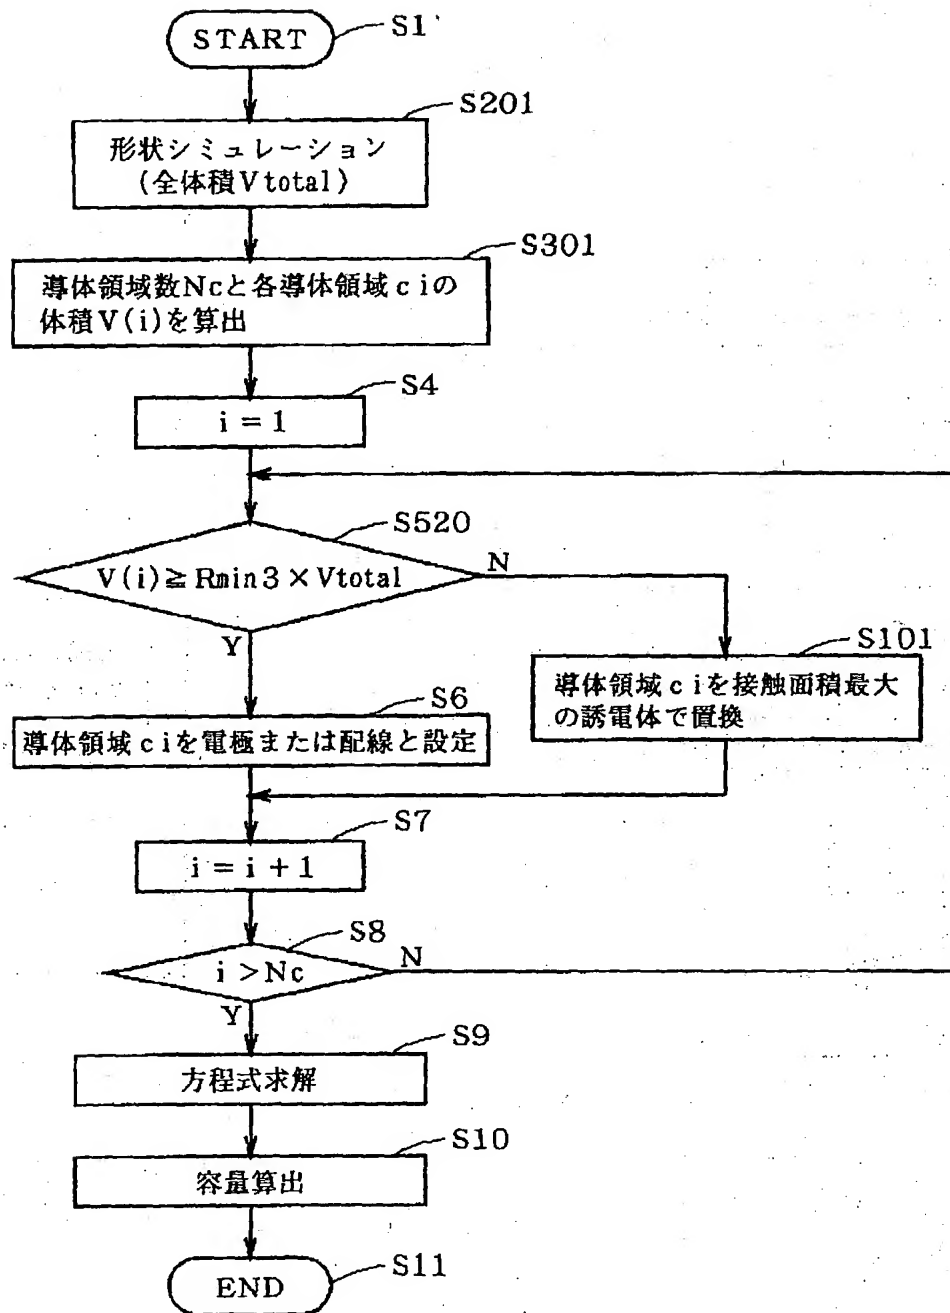 START
S1
S201
形状シミュレーション
(全体積Vtotal)
S301
導体領域数Ncと各導体領域ciの
体積V(i)を算出
S4
i = 1
S520
V(i)≧Rmin3×Vtotal
N
Y
S101
導体領域ciを接触面積最大
の誘電体で置換
S6
導体領域ciを電極または配線と設定
S7
i = i + 1
S8
i >Nc
N
Y
S9
方程式求解
S10
容量算出
S11
END